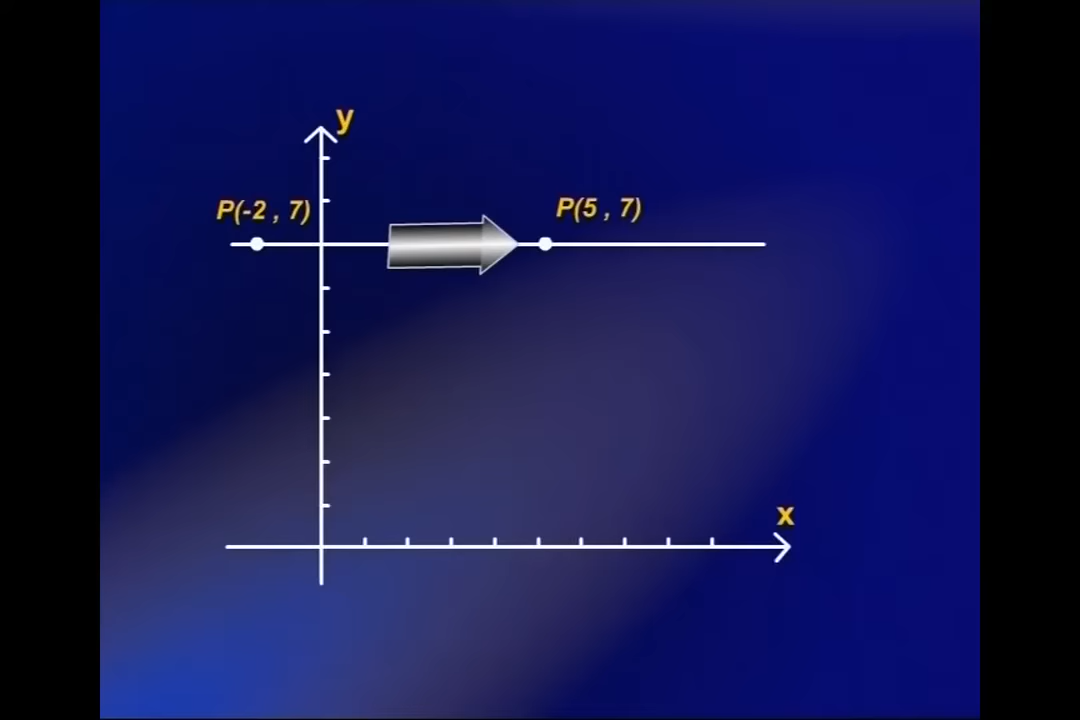 y
P(-2 , 7)
P(5 , 7)
x